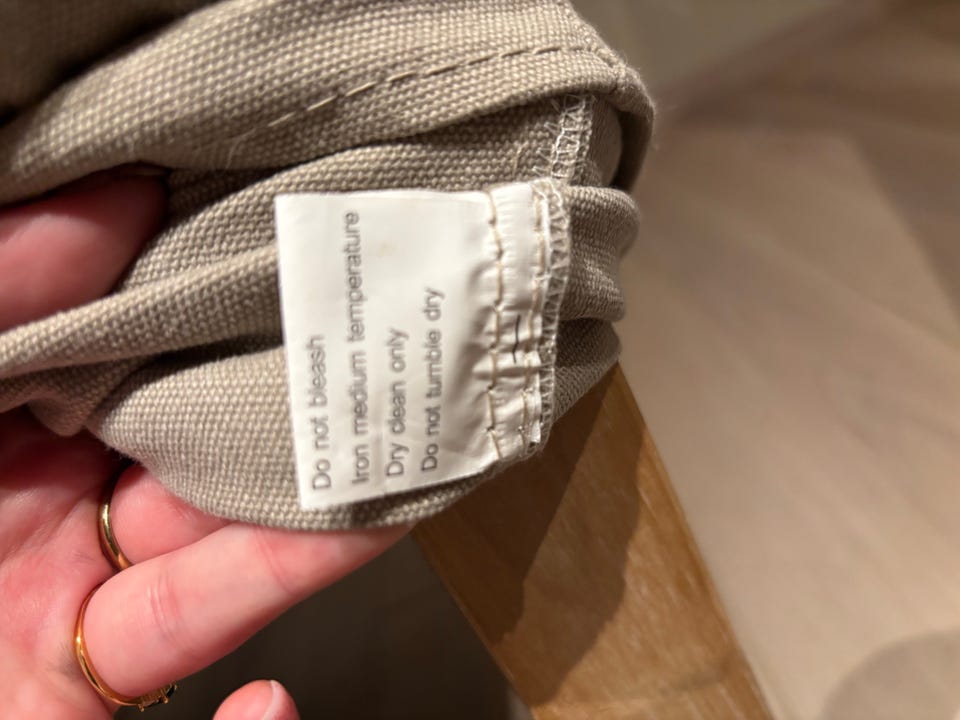 Do not bleash
Iron medium temperature
Dry clean only
Do not tumble dry